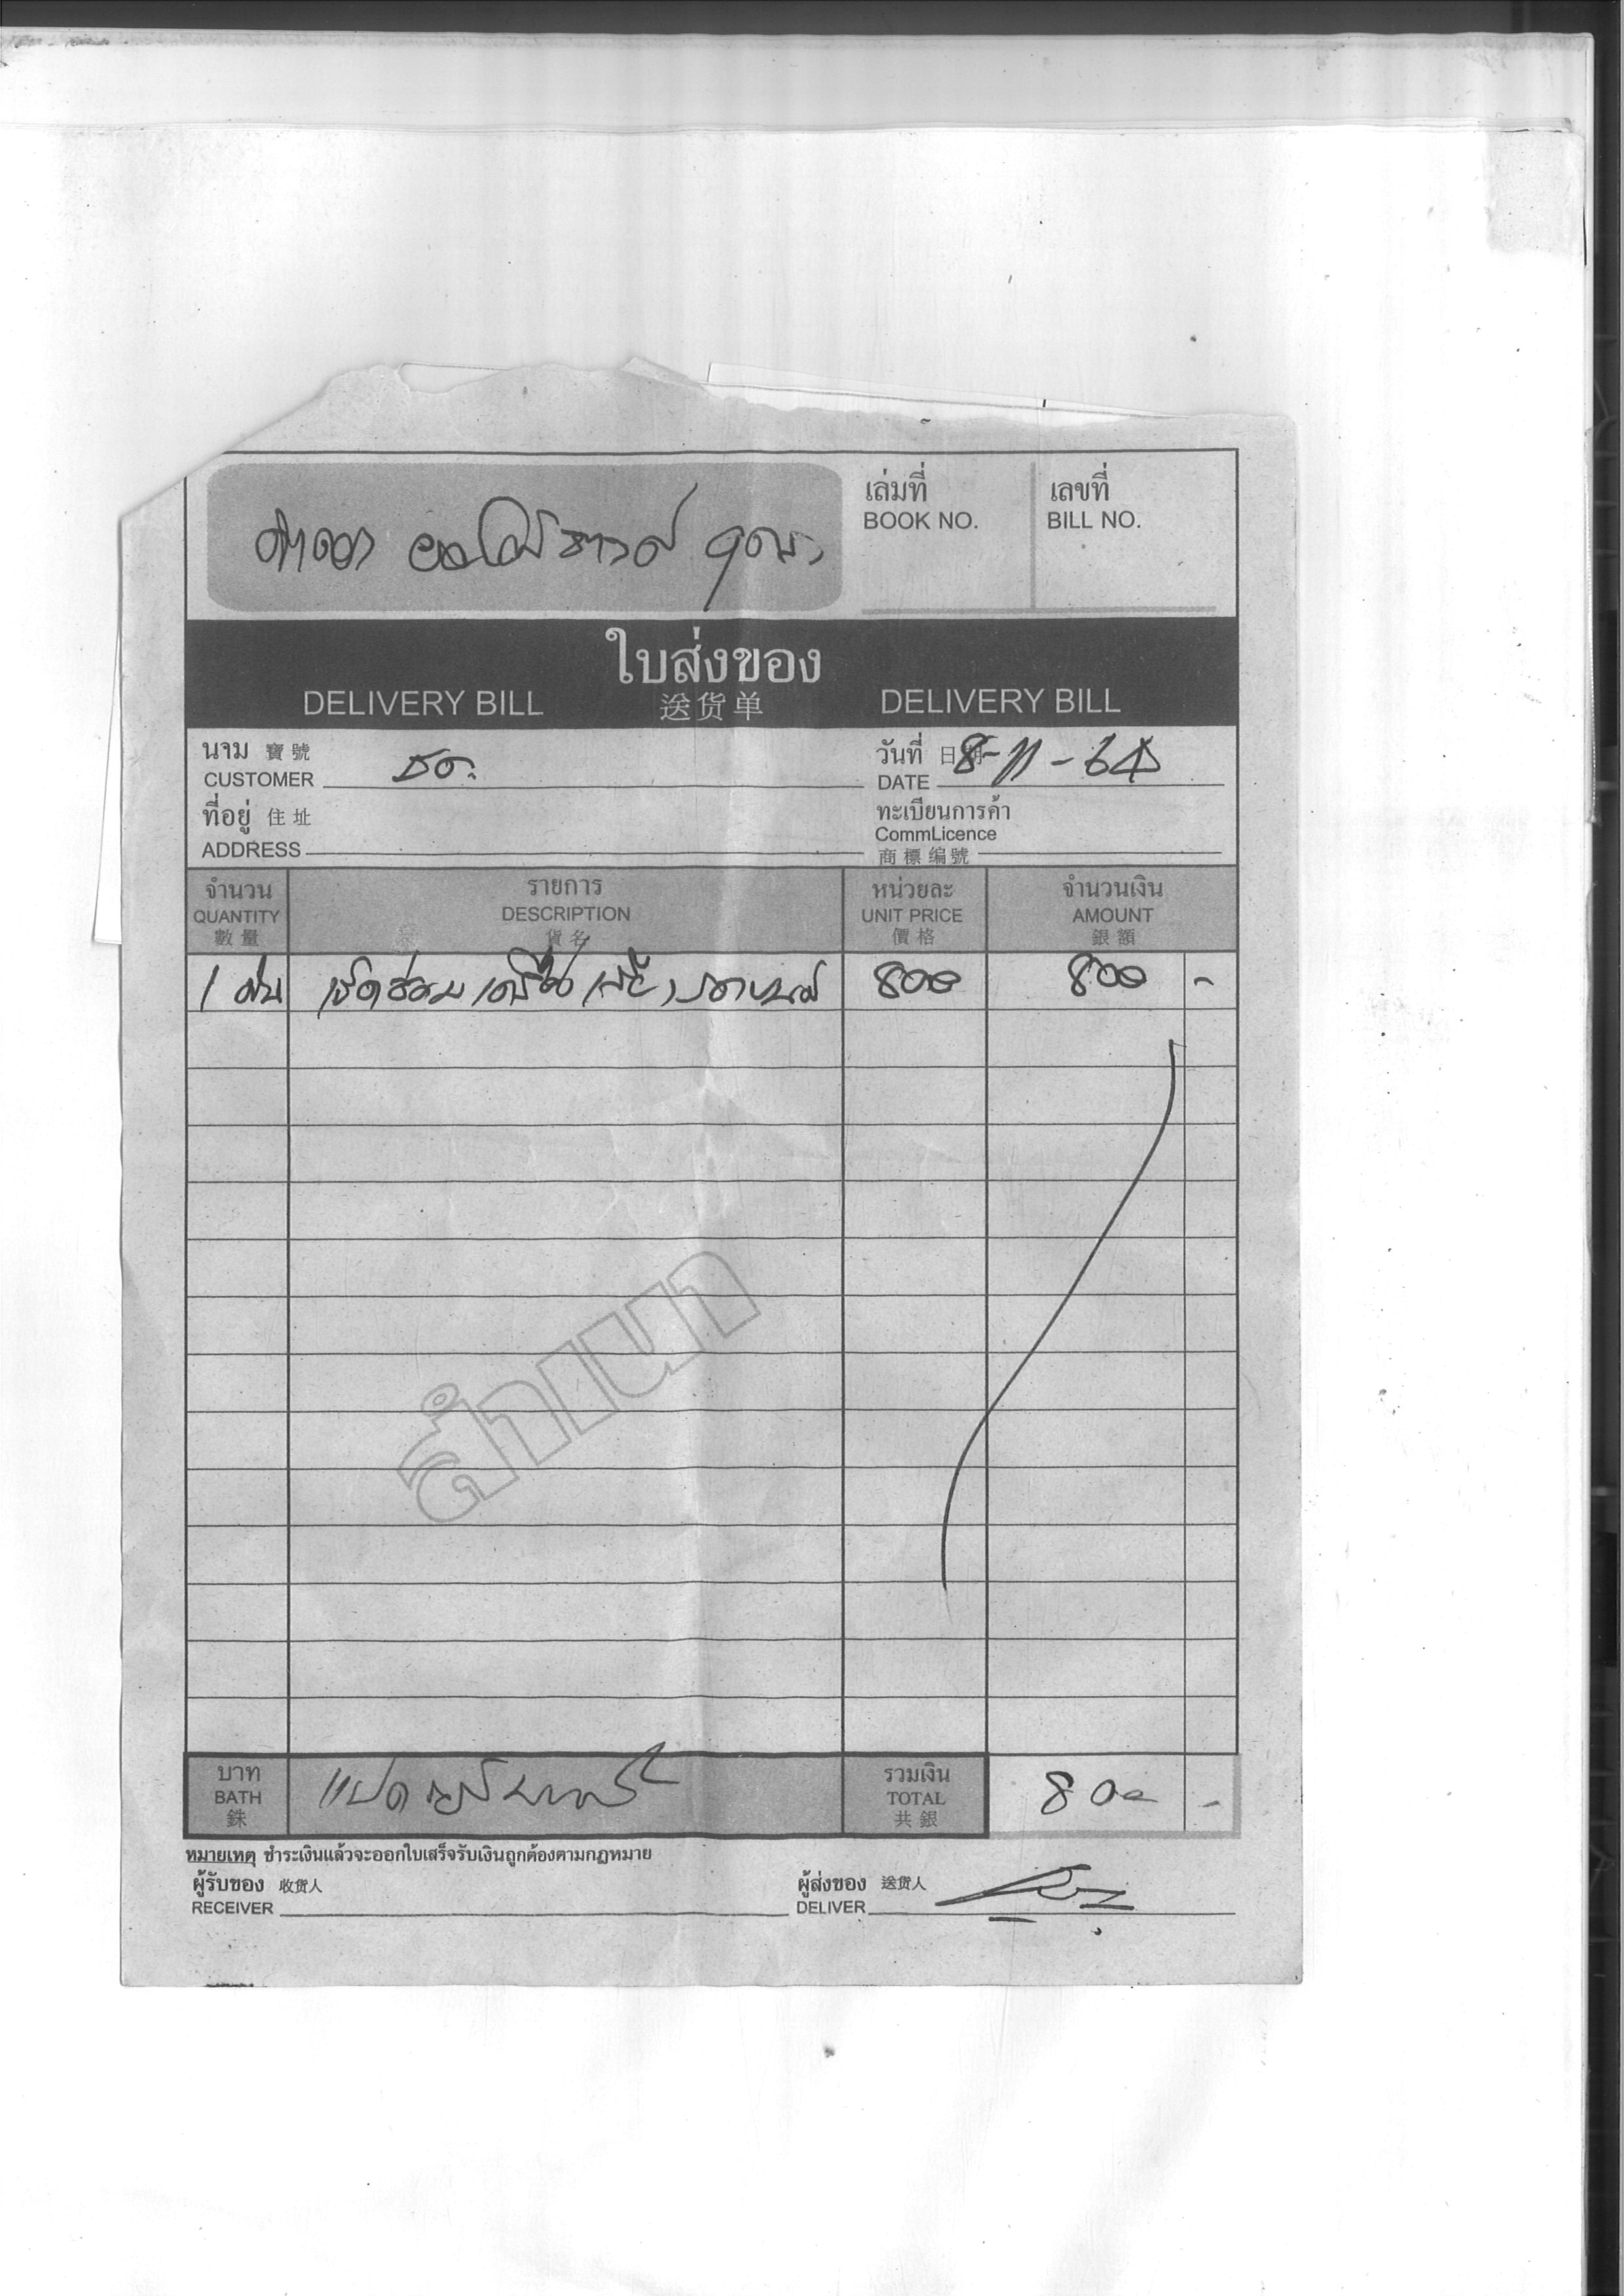 เล่มที่ เลขที่
BOOK NO. BILL NO.
ใบส่งของ
DELIVERY BILL 送货单 DELIVERY BILL
นาม 寶號 วันที่ 日期 8-11-64
CUSTOMER DATE
ที่อยู่ 住址 ทะเบียนการค้า
CommLicence
ADDRESS 商標编號
จำนวน รายการ หน่วยละ จำนวนเงิน
QUANTITY DESCRIPTION UNIT PRICE AMOUNT
數量 貨名 價格 銀額
1 800 800 -
สำเนา
บาท แปดร้อยบาทถ้วน รวมเงิน 800 -
BATH TOTAL
銖 共銀
หมายเหตุ ชำระเงินแล้วจะออกใบเสร็จรับเงินถูกต้องตามกฎหมาย
ผู้รับของ 收货人 ผู้ส่งของ 送货人
RECEIVER DELIVER